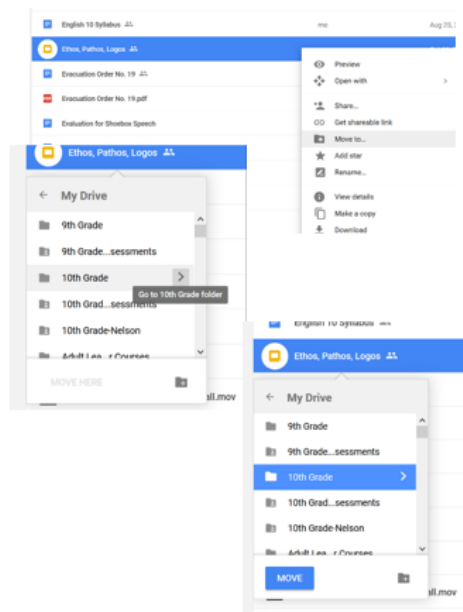 English 10 Syllabus
me
Aug 23,
Ethos, Pathos, Logos
Evacuation Order No. 19
Evacuation Order No. 19.pdf
Evaluation for Shoebox Speech
Preview
Open with
Share...
Get shareable link
Move to...
Add star
Rename...
View details
Make a copy
Download
Ethos, Pathos, Logos
My Drive
9th Grade
9th Grade...sessments
10th Grade
Go to 10th Grade folder
10th Grad...sessments
10th Grade-Nelson
Adult Lea...r Courses
MOVE HERE
all.mov
English 10 Syllabus
Ethos, Pathos, Logos
My Drive
9th Grade
9th Grade...sessments
10th Grade
10th Grad...sessments
10th Grade-Nelson
Adult Lea...r Courses
MOVE
all.mov